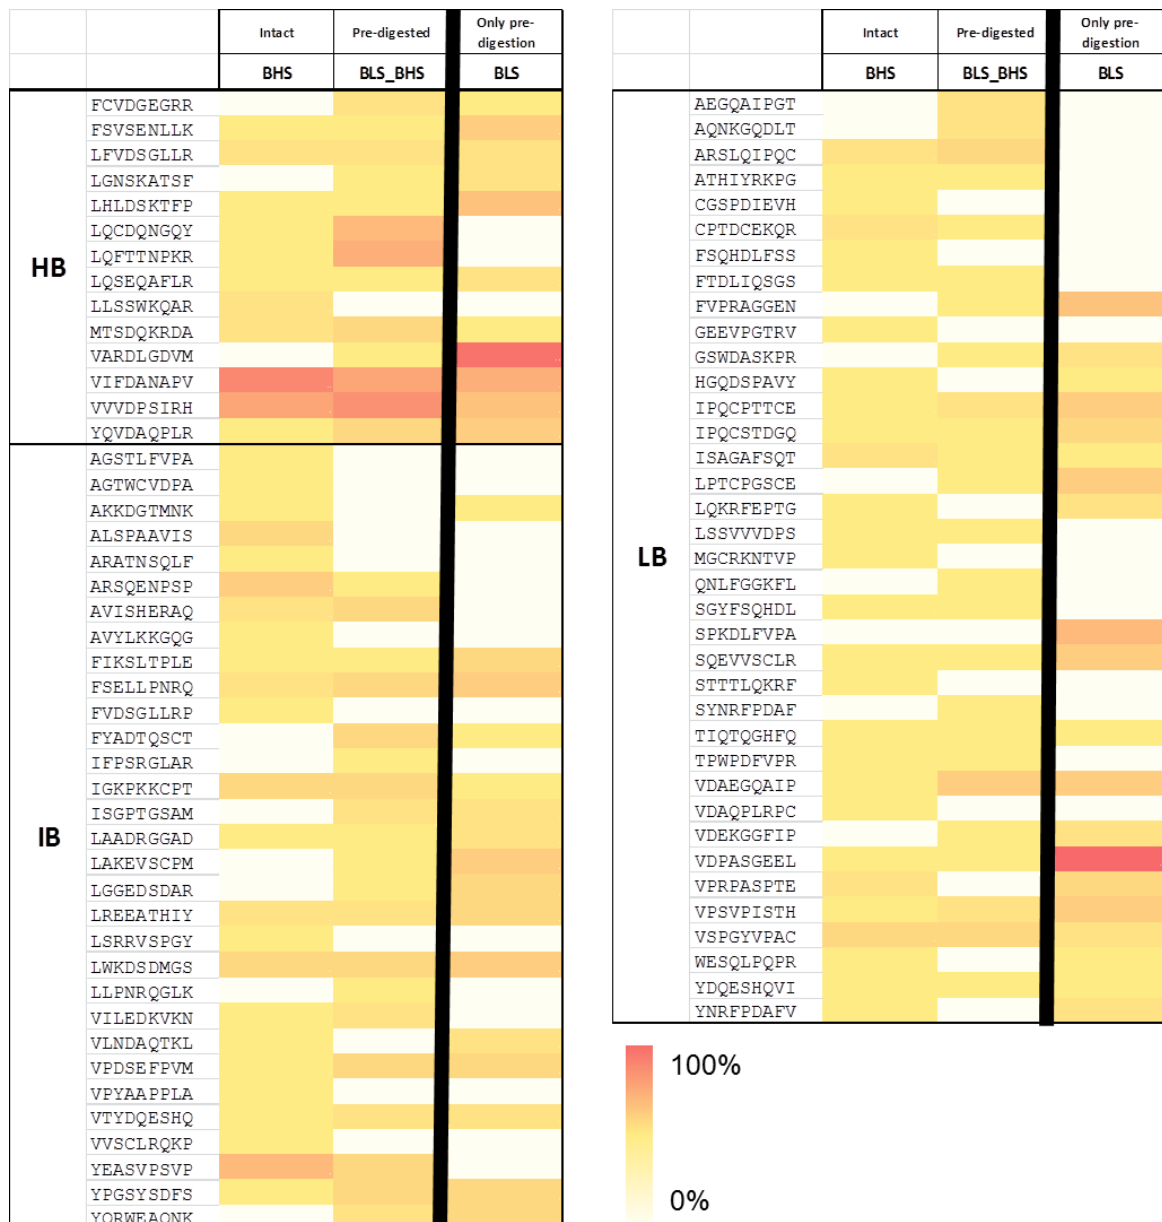 Intact Pre-digested Only pre-digestion
BHS BLS_BHS BLS
HB
FCVDGEGRR
FSVSENLLK
LFVDSGLLR
LGNSKATSF
LHLDSKTFP
LQCDQNGQY
LQFTTNPKR
LQSEQAFLR
LLSSWKQAR
MTSDQKRDA
VARDLGDVM
VIFDANAPV
VVVDPSIRH
YQVDAQPLR
IB
AGSTLFVPA
AGTWCVDPA
AKKDGTMNK
ALSPAAVIS
ARATNSQLF
ARSQENPSP
AVISHERAQ
AVYLKKGQG
FIKSLTPLE
FSELLPNRQ
FVDSGLLRP
FYADTQSCT
IFPSRGLAR
IGKPKKCPT
ISGPTGSAM
LAADRGGAD
LAKEVSCPM
LGGEDSDAR
LREEATHIY
LSRRVSPGY
LWKDSDMGS
LLPNRQGLK
VILEDKVKN
VLNDAQTKL
VPDSEFPVM
VPYAAPPLA
VTYDQESHQ
VVSCLRQKP
YEASVPSVP
YPGSYSDFS
YQRWEAQNK
Intact Pre-digested Only pre-digestion
BHS BLS_BHS BLS
LB
AEGQAIPGT
AQNKGQDLT
ARSLQIPQC
ATHIYRKPG
CGSPDIEVH
CPTDCEKQR
FSQHDLFSS
FTDLIQSGS
FVPRAGGEN
GEEVPGTRV
GSWDASKPR
HGQDSPAVY
IPQCPTTCE
IPQCSTDGQ
ISAGAFSQT
LPTCPGSCE
LQKRFEPTG
LSSVVVDPS
MGCRKNTVP
QNLFGGKFL
SGYFSQHDL
SPKDLFVPA
SQEVVSCLR
STTTLQKRF
SYNRFPDAF
TIQTQGHFQ
TPWPDFVPR
VDAEGQAIP
VDAQPLRPC
VDEKGGFIP
VDPASGEEL
VPRPASPTE
VPSVPISTH
VSPGYVPAC
WESQLPQPR
YDQESHQVI
YNRFPDAFV
100%
0%